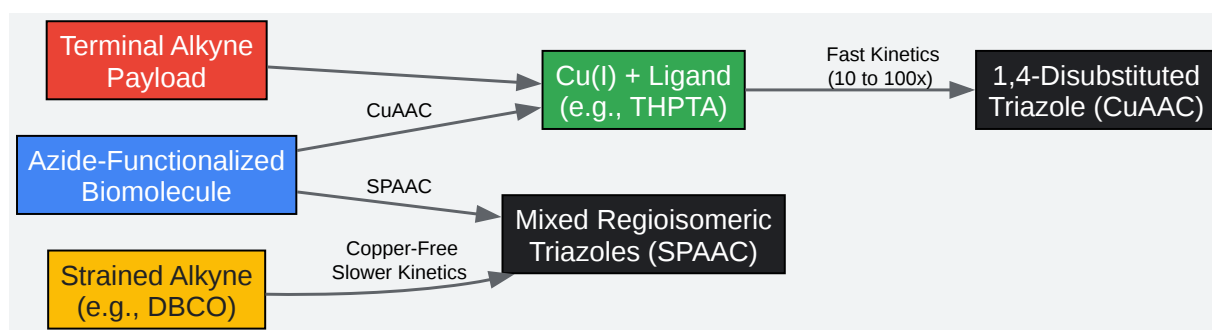 Terminal Alkyne
Payload
Azide-Functionalized
Biomolecule
Strained Alkyne
(e.g., DBCO)
CuAAC
SPAAC
Copper-Free
Slower Kinetics
Cu(I) + Ligand
(e.g., THPTA)
Mixed Regioisomeric
Triazoles (SPAAC)
Fast Kinetics
(10 to 100x)
1,4-Disubstituted
Triazole (CuAAC)